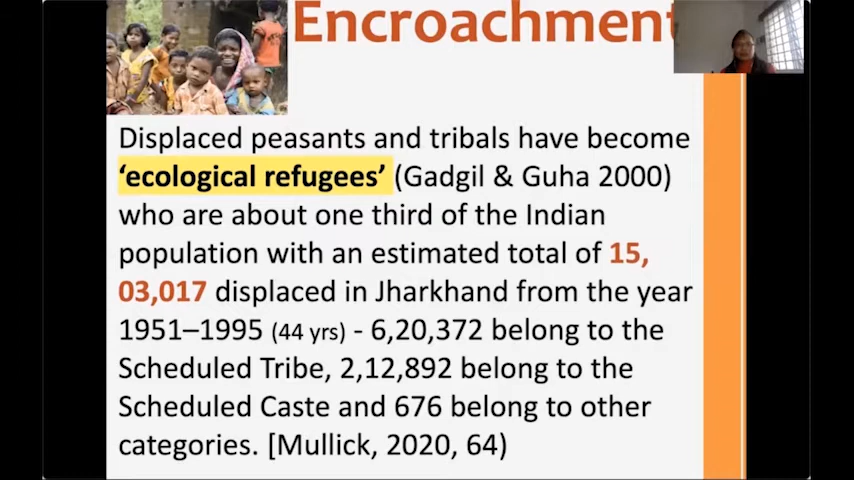 Encroachment
Displaced peasants and tribals have become
‘ecological refugees’ (Gadgil & Guha 2000)
who are about one third of the Indian
population with an estimated total of 15,
03,017 displaced in Jharkhand from the year
1951–1995 (44 yrs) - 6,20,372 belong to the
Scheduled Tribe, 2,12,892 belong to the
Scheduled Caste and 676 belong to other
categories. [Mullick, 2020, 64)